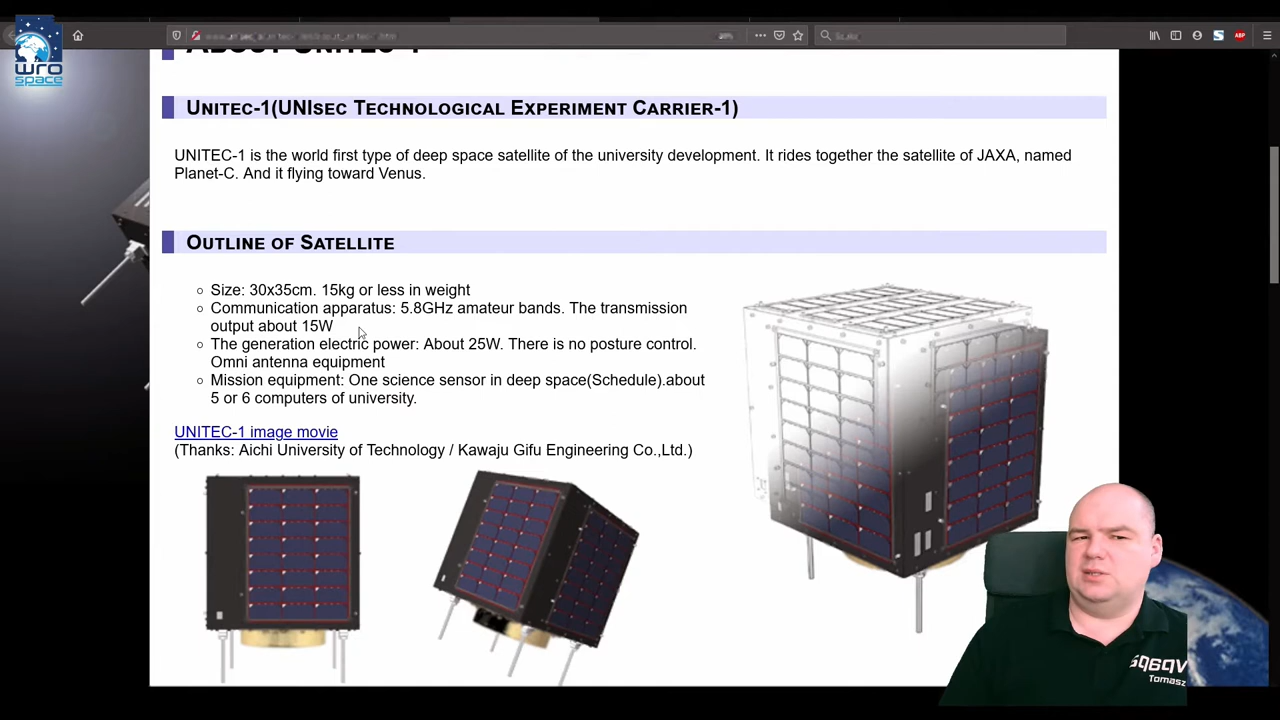 wro
space
ABOUT UNITEC-1
UNITEC-1(UNISEC TECHNOLOGICAL EXPERIMENT CARRIER-1)
UNITEC-1 is the world first type of deep space satellite of the university development. It rides together the satellite of JAXA, named
Planet-C. And it flying toward Venus.
OUTLINE OF SATELLITE
Size: 30x35cm. 15kg or less in weight
Communication apparatus: 5.8GHz amateur bands. The transmission
output about 15W
The generation electric power: About 25W. There is no posture control.
Omni antenna equipment
Mission equipment: One science sensor in deep space(Schedule).about
5 or 6 computers of university.
UNITEC-1 image movie
(Thanks: Aichi University of Technology / Kawaju Gifu Engineering Co.,Ltd.)
Tomasz